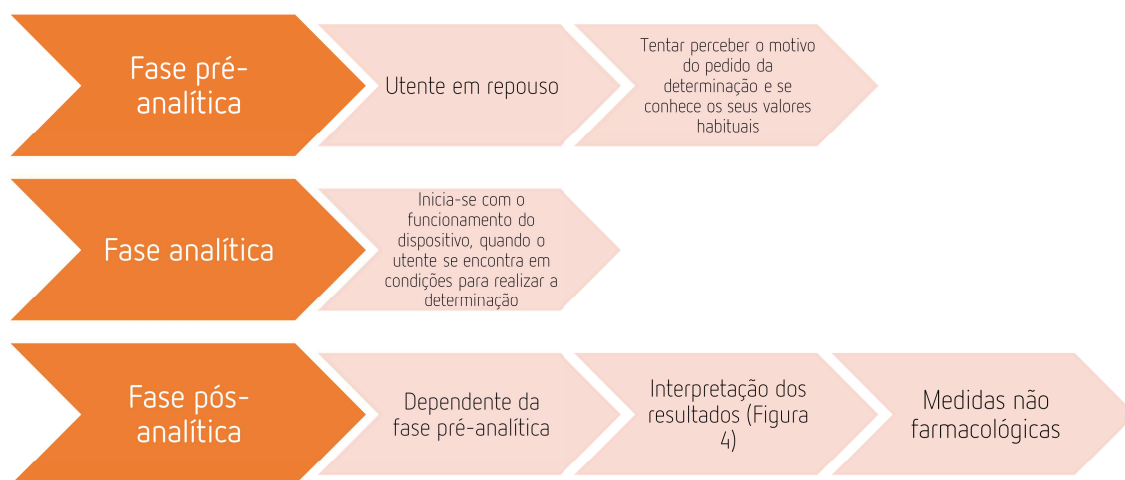 Fase pré-
analítica
Utente em repouso
Tentar perceber o motivo
do pedido da
determinação e se
conhece os seus valores
habituais
Fase analítica
Inicia-se com o
funcionamento do
dispositivo, quando o
utente se encontra em
condições para realizar a
determinação
Fase pós-
analítica
Dependente da
fase pré-analítica
Interpretação dos
resultados (Figura
4)
Medidas não
farmacológicas